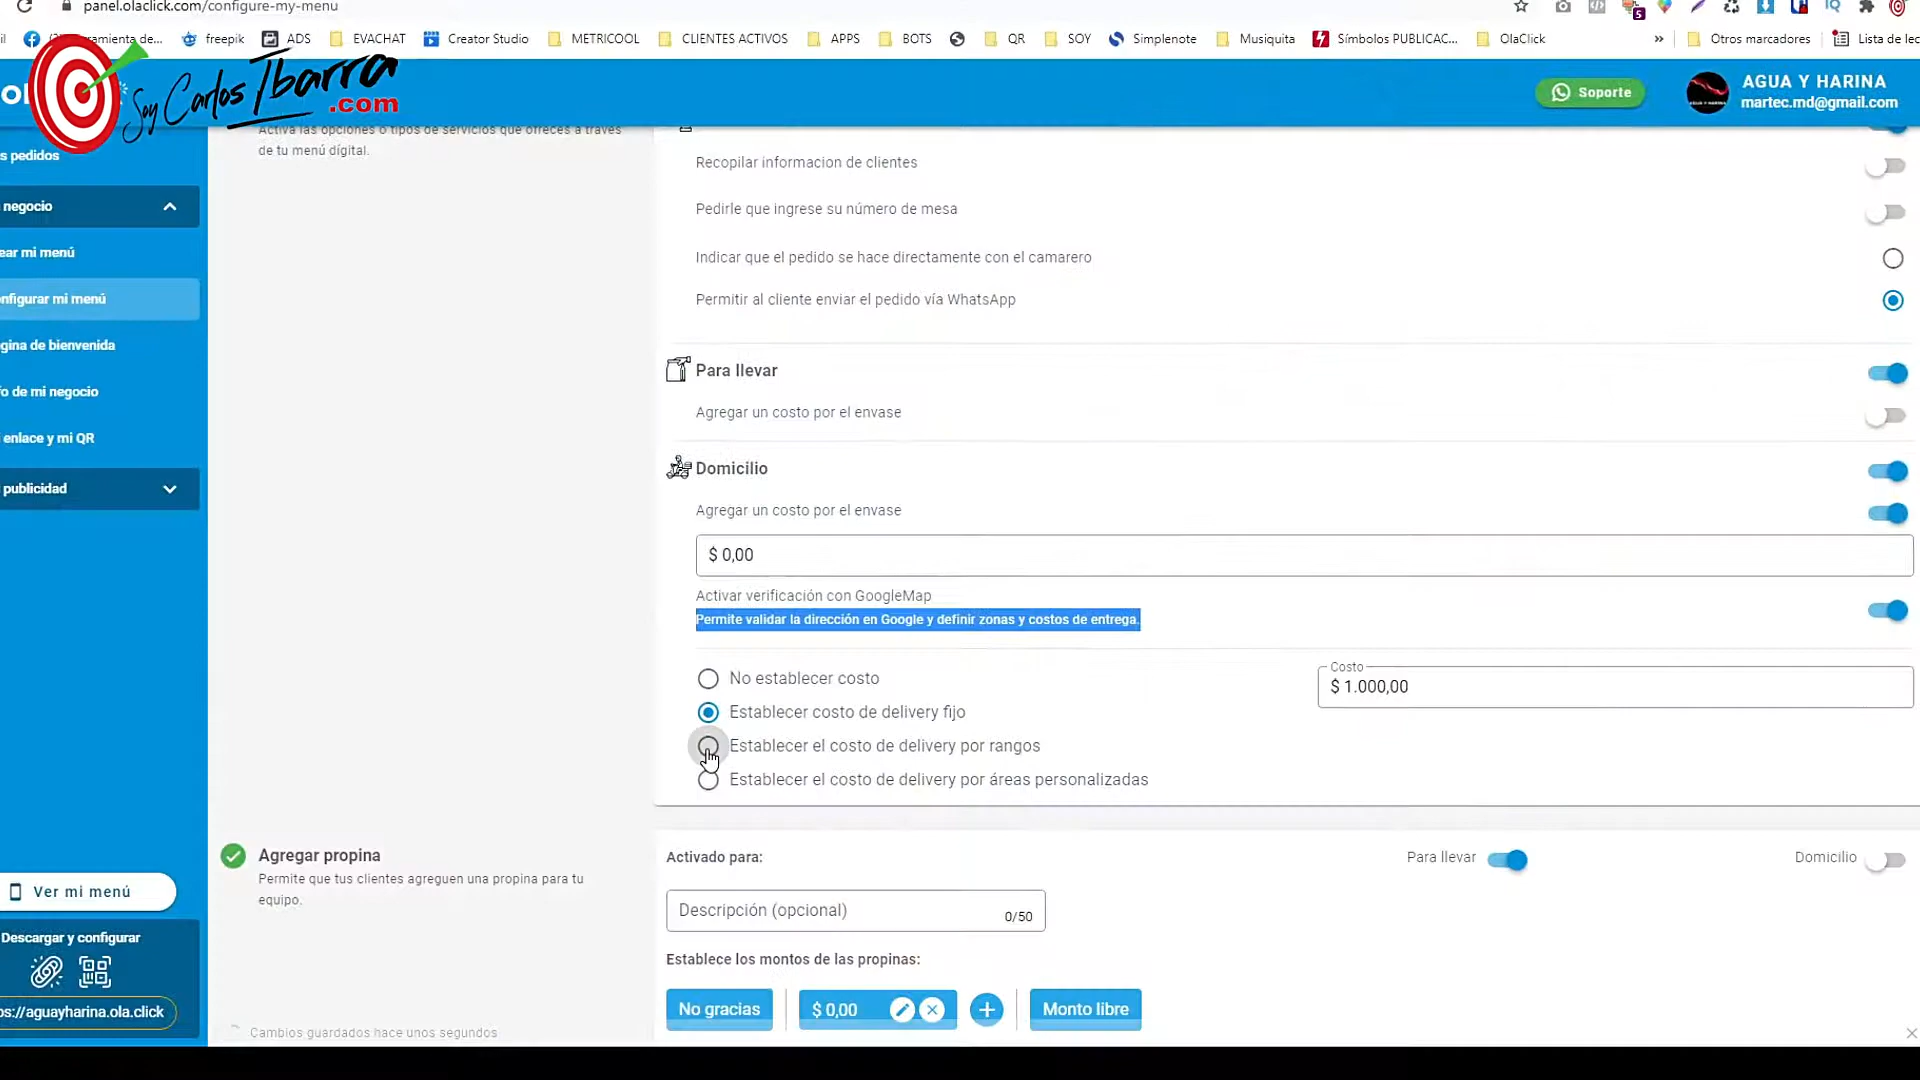 panel.olaclick.com/configure-my-menu
5
freepik
ADS
EVACHAT
Creator Studio
METRICOOL
CLIENTES ACTIVOS
APPS
BOTS
QR
SOY
Simplenote
Musiquita
Símbolos PUBLICAC...
OlaClick
»
Otros marcadores
Lista de lec
Soy Carlos Ibarra
.com
Soporte
AGUA Y HARINA
martec.md@gmail.com
s pedidos
negocio
ear mi menú
nfigurar mi menú
gina de bienvenida
fo de mi negocio
enlace y mi QR
publicidad
Ver mi menú
Descargar y configurar
os://aguayharina.ola.click
Activa las opciones o tipos de servicios que ofreces a través
de tu menú dígital.
Recopilar informacion de clientes
Pedirle que ingrese su número de mesa
Indicar que el pedido se hace directamente con el camarero
Permitir al cliente enviar el pedido vía WhatsApp
Para llevar
Agregar un costo por el envase
Domicilio
Agregar un costo por el envase
$ 0,00
Activar verificación con GoogleMap
Permite validar la dirección en Google y definir zonas y costos de entrega.
No establecer costo
Establecer costo de delivery fijo
Establecer el costo de delivery por rangos
Establecer el costo de delivery por áreas personalizadas
Costo
$ 1.000,00
Agregar propina
Permite que tus clientes agreguen una propina para tu
equipo.
Activado para:
Para llevar
Domicilio
Descripción (opcional)
0/50
Establece los montos de las propinas:
No gracias
$ 0,00
Monto libre
Cambios guardados hace unos segundos